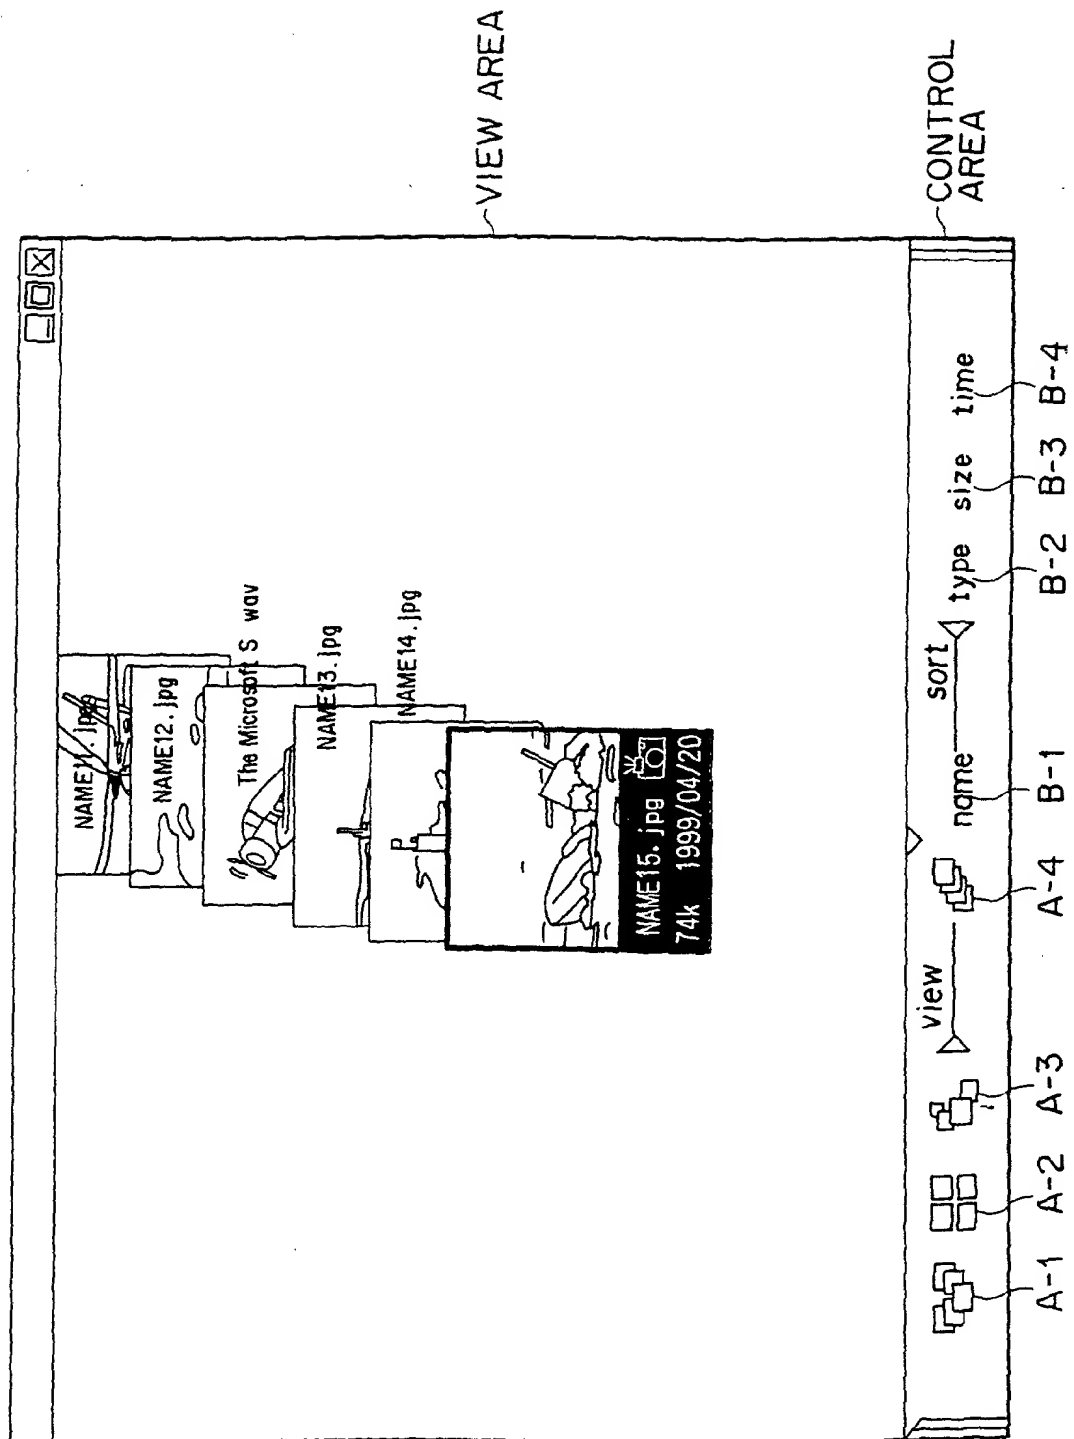 VIEW AREA
NAME11.jpg
NAME12.jpg
The Microsoft S wav
NAME13.jpg
NAME14.jpg
NAME15.jpg
74k 1999/04/20
CONTROL
AREA
view
sort
name
type
size
time
A-1
A-2
A-3
A-4
B-1
B-2
B-3
B-4